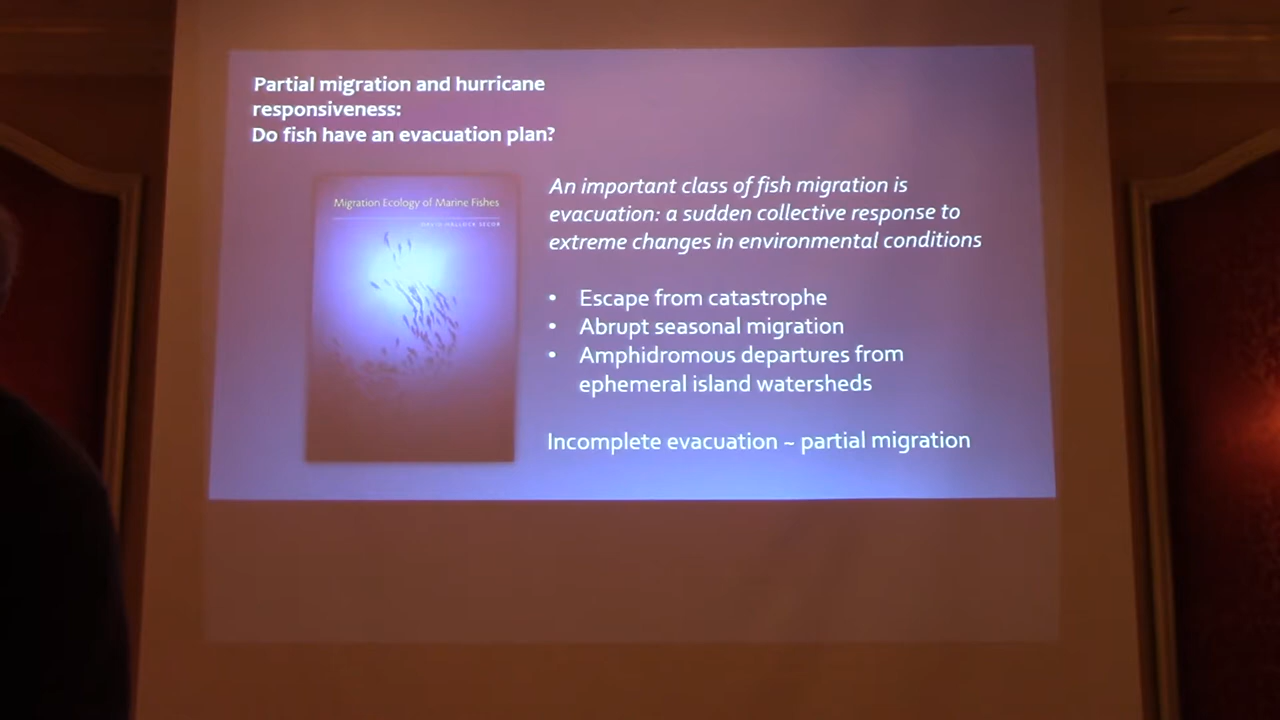 Partial migration and hurricane
responsiveness:
Do fish have an evacuation plan?
Migration Ecology of Marine Fishes
DAVID HALLOCK SECOR
An important class of fish migration is
evacuation: a sudden collective response to
extreme changes in environmental conditions
• Escape from catastrophe
• Abrupt seasonal migration
• Amphidromous departures from
ephemeral island watersheds
Incomplete evacuation ~ partial migration